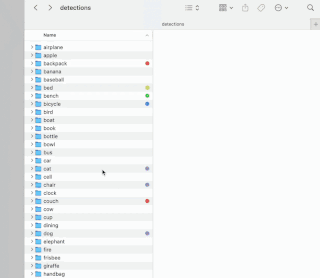 detections
detections
Name
airplane
apple
backpack
banana
baseball
bed
bench
bicycle
bird
boat
book
bottle
bowl
bus
car
cat
cell
chair
clock
couch
cow
cup
dining
dog
elephant
fire
frisbee
giraffe
handbag